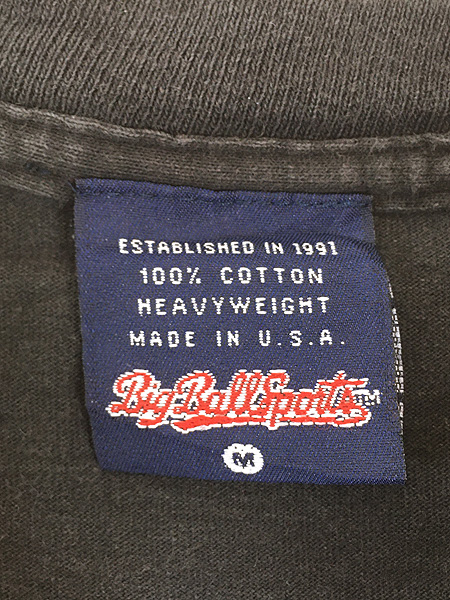 ESTABLISHED IN 1991
100% COTTON
HEAVYWEIGHT
MADE IN U.S.A.
Big Ball Sports™
M